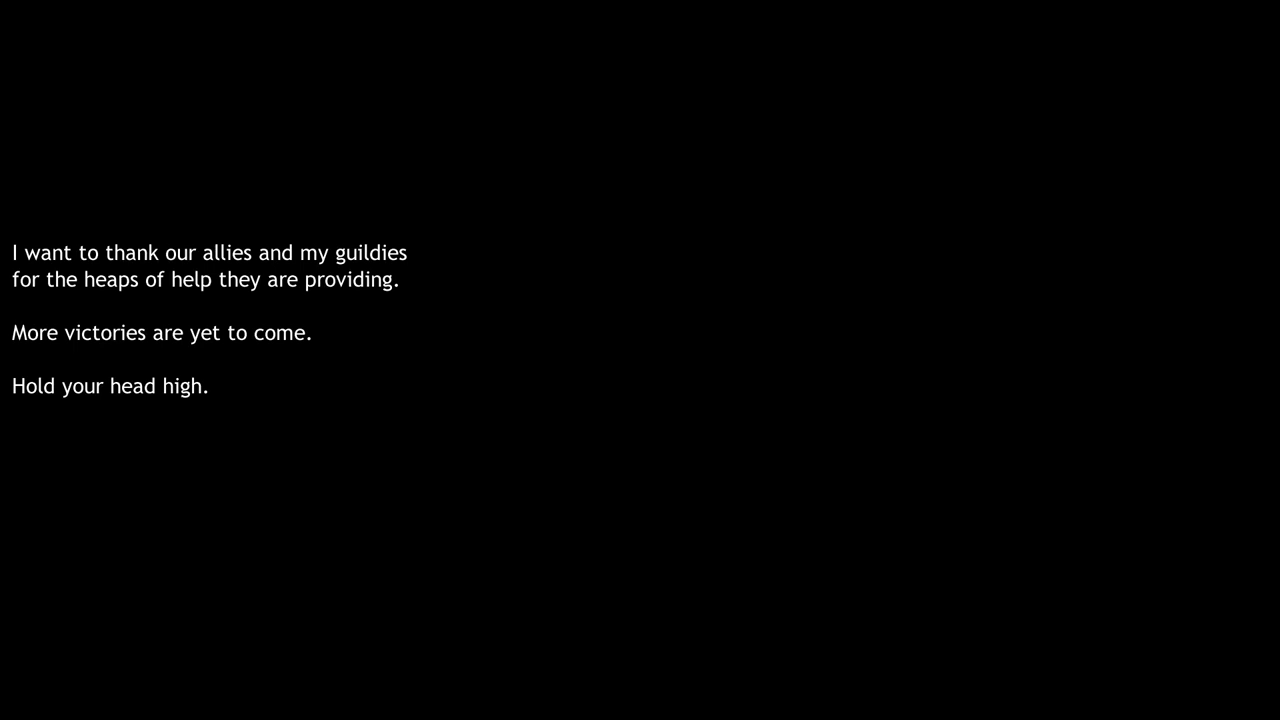 I want to thank our allies and my guildies
for the heaps of help they are providing.
More victories are yet to come.
Hold your head high.